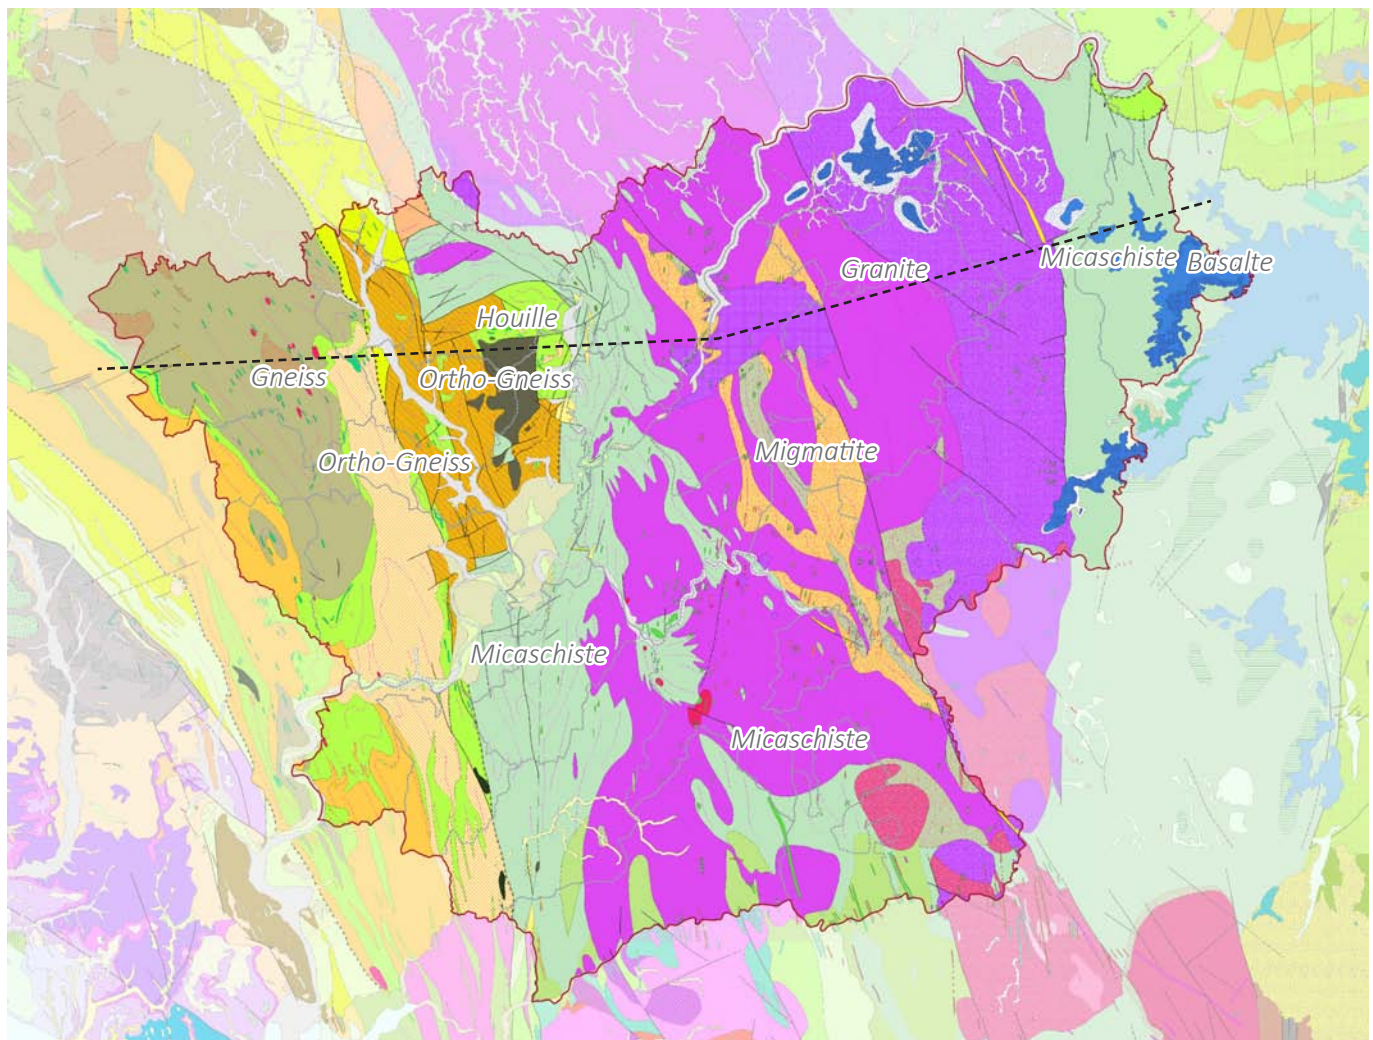 Granite
Micaschiste
Basalte
Houille
Gneiss
Ortho-Gneiss
Ortho-Gneiss
Migmatite
Micaschiste
Micaschiste